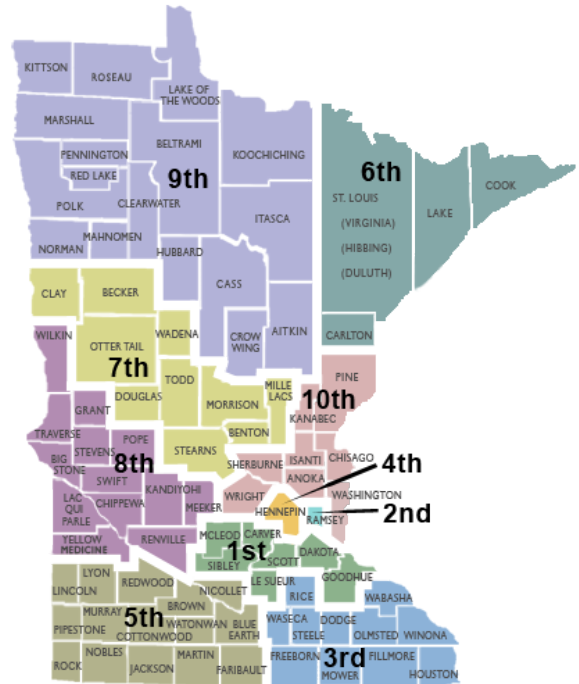 KITTSON
ROSEAU
LAKE OF
THE WOODS
MARSHALL
BELTRAMI
KOOCHICHING
PENNINGTON
RED LAKE
9th
6th
COOK
ST. LOUIS
POLK
CLEARWATER
ITASCA
LAKE
(VIRGINIA)
MAHNOMEN
NORMAN
HUBBARD
(HIBBING)
(DULUTH)
CASS
CLAY
BECKER
WILKIN
OTTER TAIL
WADENA
CROW
WING
AITKIN
CARLTON
7th
TODD
PINE
DOUGLAS
MILLE
LACS
MORRISON
10th
GRANT
KANABEC
TRAVERSE
POPE
BENTON
STEVENS
STEARNS
BIG
STONE
8th
SHERBURNE
ISANTI
CHISAGO
4th
SWIFT
ANOKA
KANDIYOHI
WRIGHT
WASHINGTON
LAC
QUI
PARLE
CHIPPEWA
MEEKER
HENNEPIN
RAMSEY
2nd
YELLOW
MEDICINE
RENVILLE
MCLEOD
CARVER
1st
DAKOTA
SIBLEY
SCOTT
LYON
REDWOOD
NICOLLET
LE SUEUR
GOODHUE
LINCOLN
RICE
WABASHA
MURRAY
5th
BROWN
PIPESTONE
WATONWAN
BLUE
EARTH
WASECA
DODGE
COTTONWOOD
STEELE
OLMSTED
WINONA
ROCK
NOBLES
JACKSON
MARTIN
FARIBAULT
FREEBORN
3rd
MOWER
FILLMORE
HOUSTON